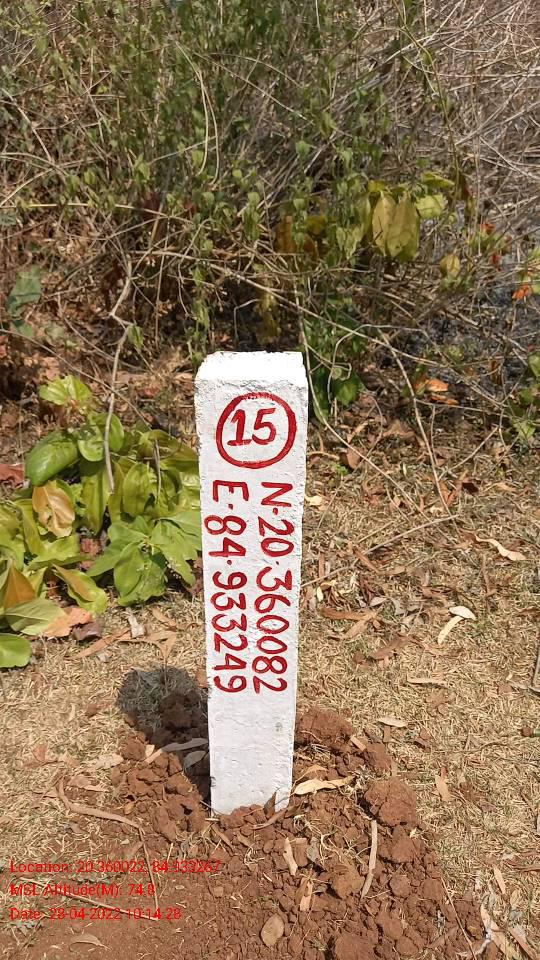 15
N-20.360082
E-84.933249
Location: 20.360022, 84.933267
MSL Altitude(M): 74.8
Date: 28-04-2022 10:14:28